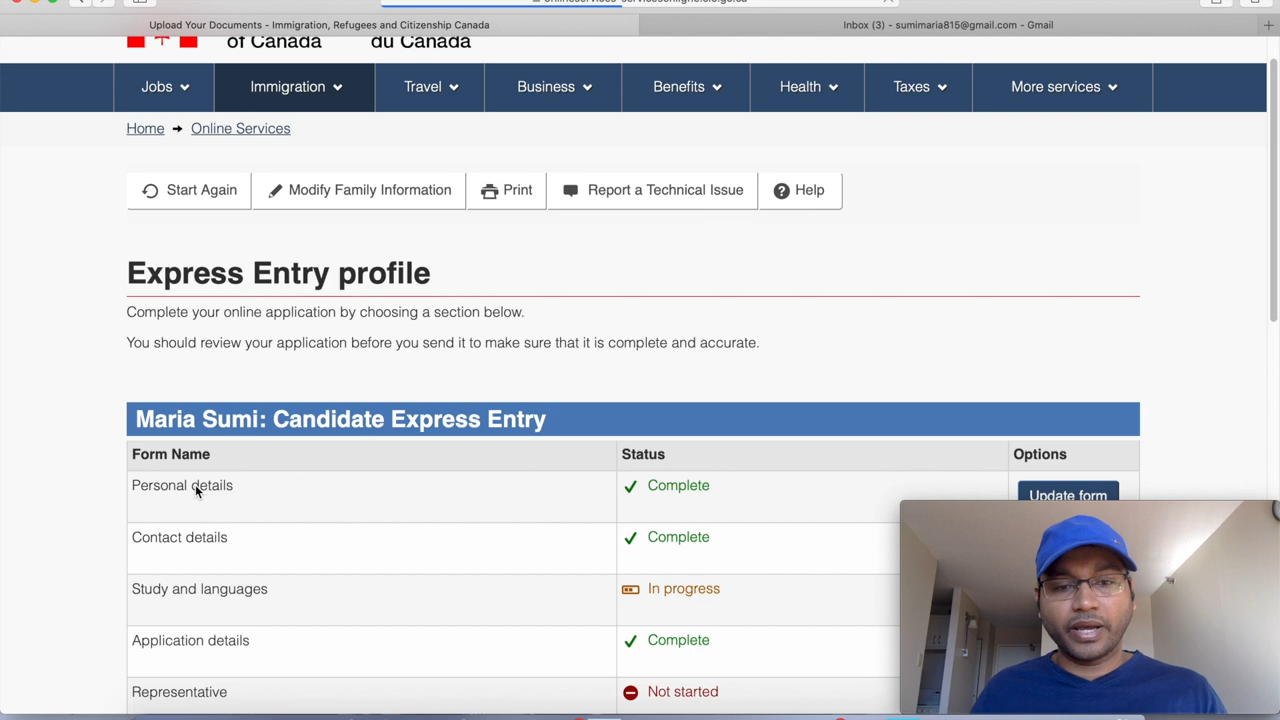 onlineservices-servicesenligne.cic.gc.ca
Upload Your Documents - Immigration, Refugees and Citizenship Canada
Inbox (3) - sumimaria815@gmail.com - Gmail
of Canada du Canada
Jobs Immigration Travel Business Benefits Health Taxes More services
Home Online Services
Start Again Modify Family Information Print Report a Technical Issue Help
Express Entry profile
Complete your online application by choosing a section below.
You should review your application before you send it to make sure that it is complete and accurate.
Maria Sumi: Candidate Express Entry
Form Name Status Options
Personal details Complete Update form
Contact details Complete
Study and languages In progress
Application details Complete
Representative Not started